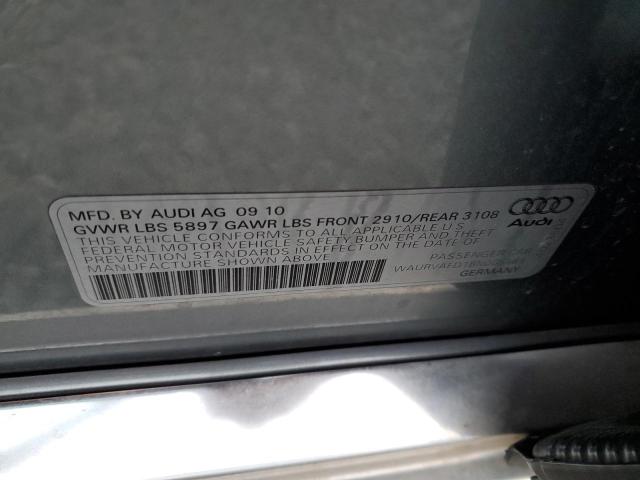 MFD. BY AUDI AG 09 10
GVWR LBS 5897 GAWR LBS FRONT 2910/REAR 3108
THIS VEHICLE CONFORMS TO ALL APPLICABLE U.S.
FEDERAL MOTOR VEHICLE SAFETY BUMPER AND THEFT
PREVENTION STANDARDS IN EFFECT ON THE DATE OF
MANUFACTURE SHOWN ABOVE
Audi
PASSENGER
GERMANY